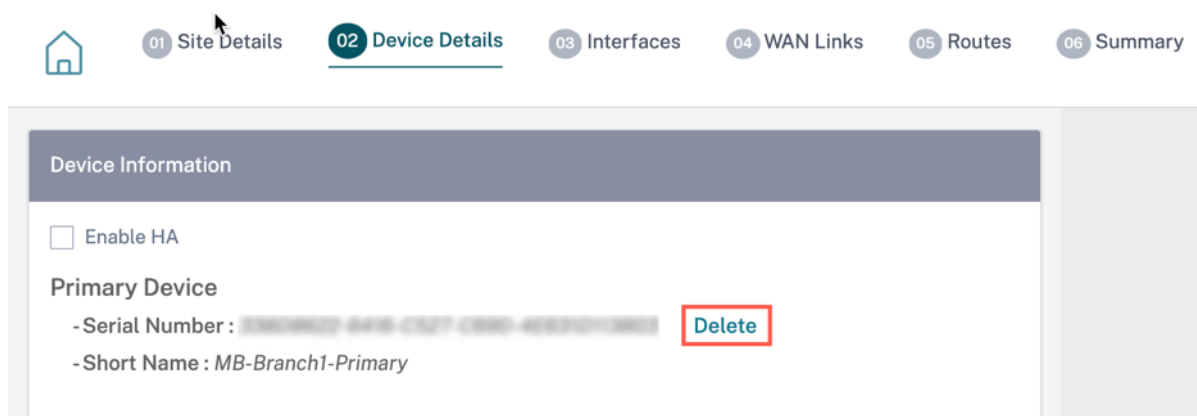 01 Site Details 02 Device Details 03 Interfaces 04 WAN Links 05 Routes 06 Summary
Device Information
Enable HA
Primary Device
- Serial Number : Delete
- Short Name : MB-Branch1-Primary